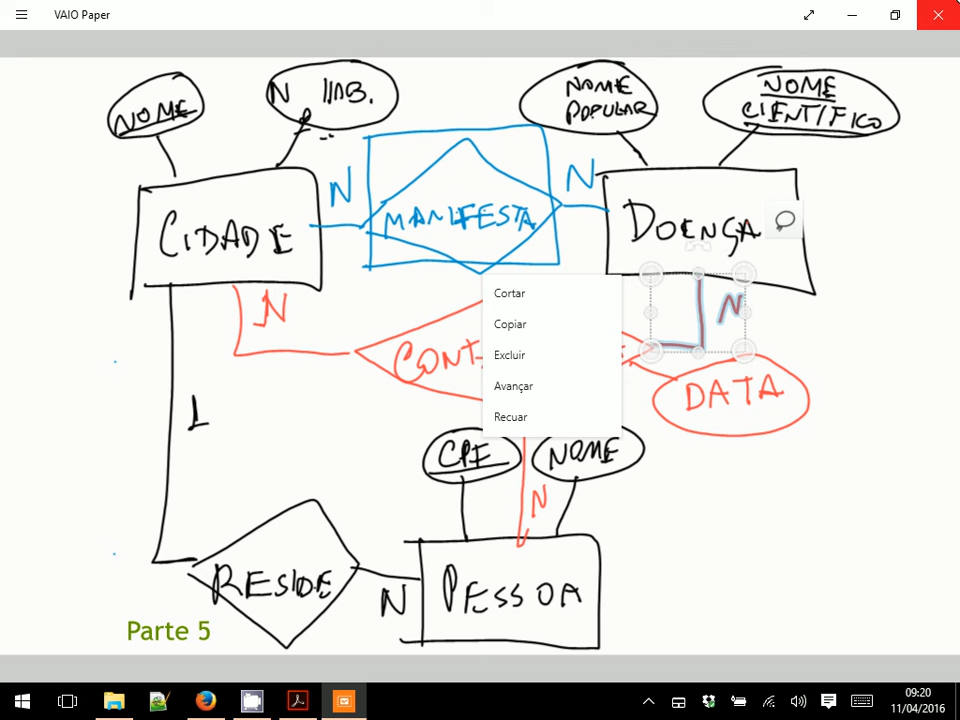 VAIO Paper
NOME
N HAB.
NOME
POPULAR
NOME
CIENTÍFICO
CIDADE
N
MANIFESTA
N
DOENÇA
N
CONT
N
DATA
Cortar
Copiar
Excluir
Avançar
Recuar
1
CPF
NOME
N
RESIDE
N
PESSOA
Parte 5
09:20
11/04/2016